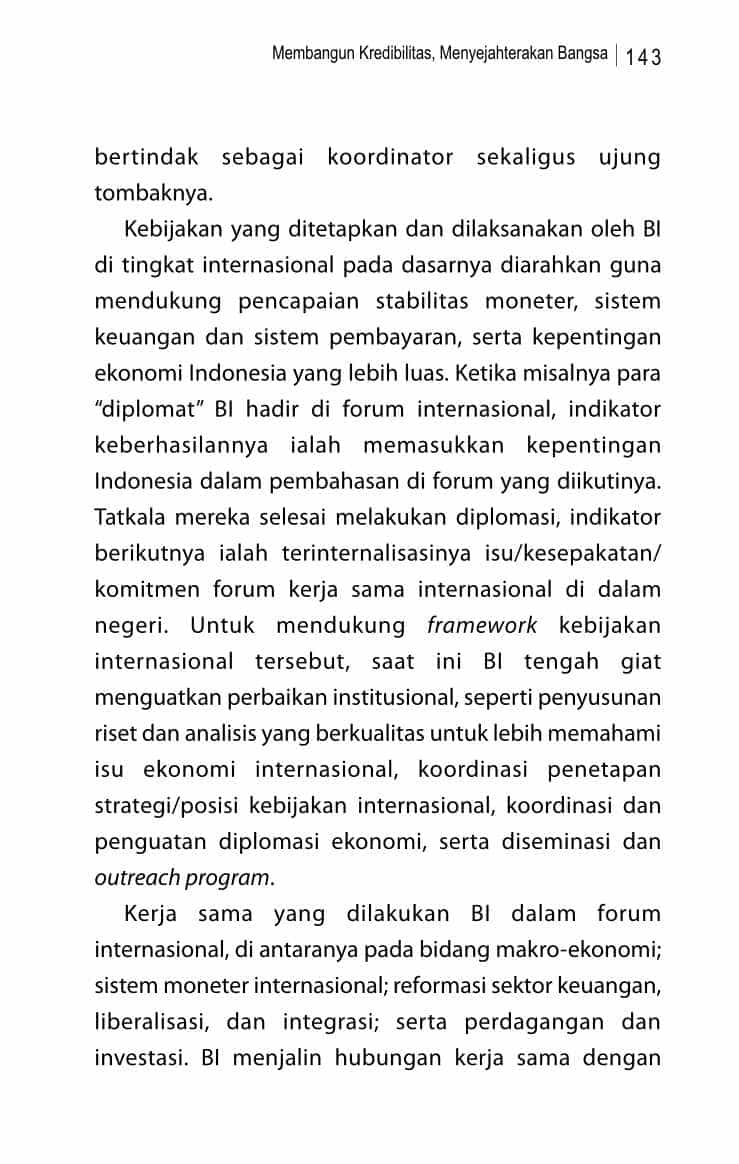 Membangun Kredibilitas, Menyejahterakan Bangsa | 143
bertindak sebagai koordinator sekaligus ujung
tombaknya.
Kebijakan yang ditetapkan dan dilaksanakan oleh BI
di tingkat internasional pada dasarnya diarahkan guna
mendukung pencapaian stabilitas moneter, sistem
keuangan dan sistem pembayaran, serta kepentingan
ekonomi Indonesia yang lebih luas. Ketika misalnya para
“diplomat” BI hadir di forum internasional, indikator
keberhasilannya ialah memasukkan kepentingan
Indonesia dalam pembahasan di forum yang diikutinya.
Tatkala mereka selesai melakukan diplomasi, indikator
berikutnya ialah terinternalisasinya isu/kesepakatan/
komitmen forum kerja sama internasional di dalam
negeri. Untuk mendukung framework kebijakan
internasional tersebut, saat ini BI tengah giat
menguatkan perbaikan institusional, seperti penyusunan
riset dan analisis yang berkualitas untuk lebih memahami
isu ekonomi internasional, koordinasi penetapan
strategi/posisi kebijakan internasional, koordinasi dan
penguatan diplomasi ekonomi, serta diseminasi dan
outreach program.
Kerja sama yang dilakukan BI dalam forum
internasional, di antaranya pada bidang makro-ekonomi;
sistem moneter internasional; reformasi sektor keuangan,
liberalisasi, dan integrasi; serta perdagangan dan
investasi. BI menjalin hubungan kerja sama dengan